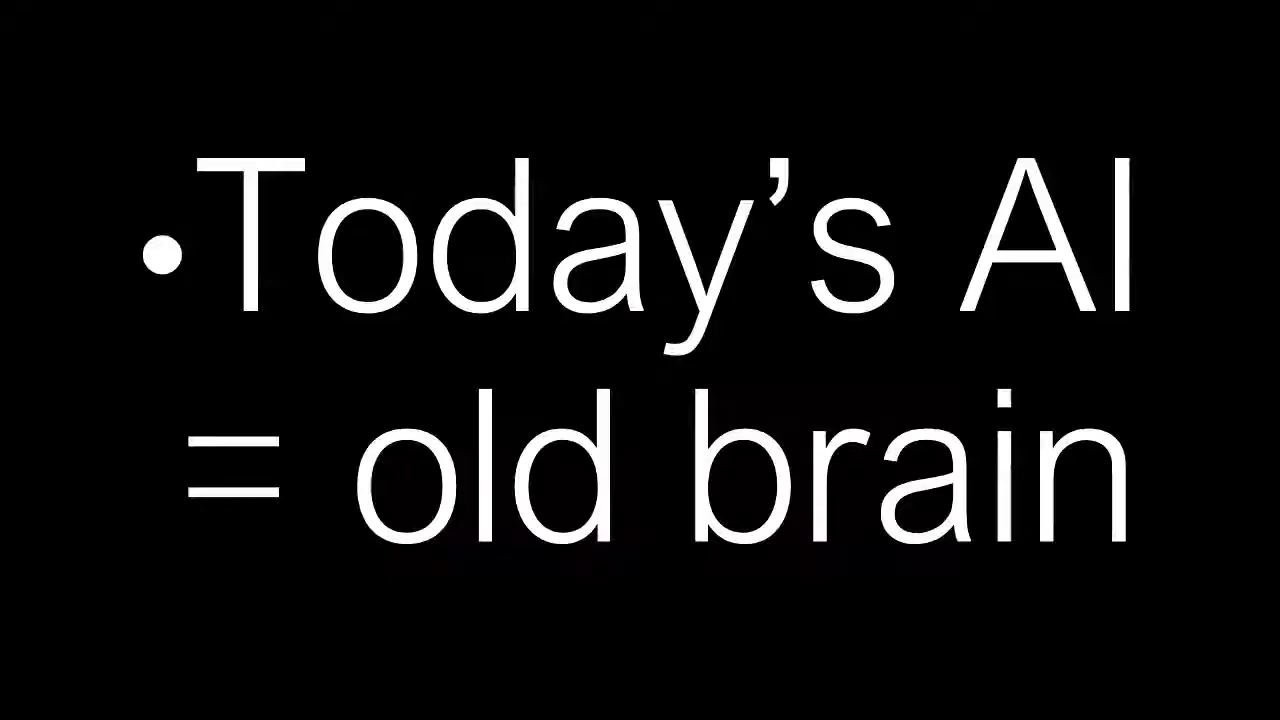 •Today’s AI
= old brain